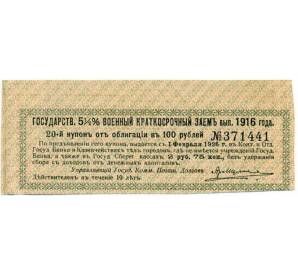 ГОСУДАРСТВ. 5½% ВОЕННЫЙ КРАТКОСРОЧНЫЙ ЗАЕМЪ вып. 1916 года.
20-й купонъ отъ облигаціи въ 100 рублей № 371441
По предъявленіи сего купона, выдается съ 1 Февраля 1926 г. въ Конт. и Отд.
Госуд. Банка и Казначействахъ тѣхъ городовъ, гдѣ не имѣется учрежденій Госуд.
Банка, а также въ Госуд. Сберег. кассахъ 2 руб. 75 коп. безъ удержанія
сбора съ доходовъ отъ денежныхъ капиталовъ.
Управляющій Госуд. Комм. Погаш. Долговъ
Дѣйствителенъ въ теченіе 10 лѣтъ.